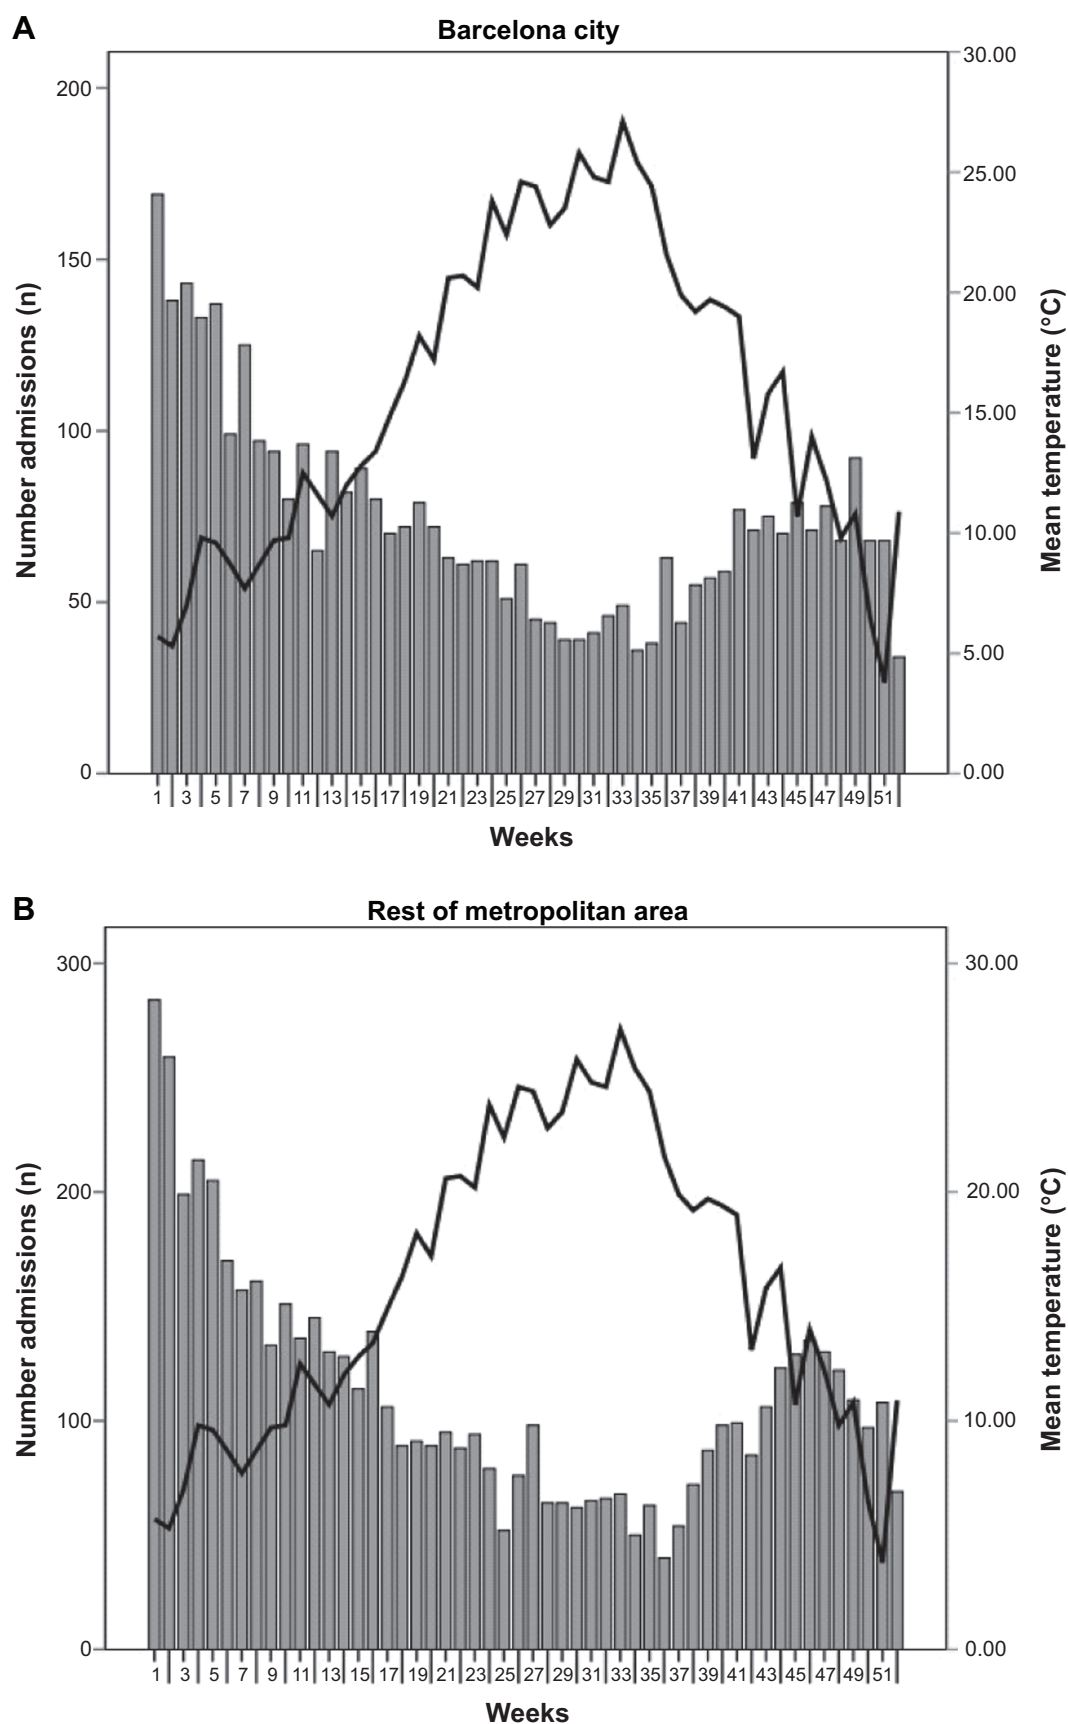 A
Barcelona city
200
150
100
50
0
30.00
25.00
20.00
15.00
10.00
5.00
0.00
Number admissions (n)
Mean temperature (°C)
1 3 5 7 9 11 13 15 17 19 21 23 25 27 29 31 33 35 37 39 41 43 45 47 49 51
Weeks
B
Rest of metropolitan area
300
200
100
0
30.00
20.00
10.00
0.00
Number admissions (n)
Mean temperature (°C)
1 3 5 7 9 11 13 15 17 19 21 23 25 27 29 31 33 35 37 39 41 43 45 47 49 51
Weeks